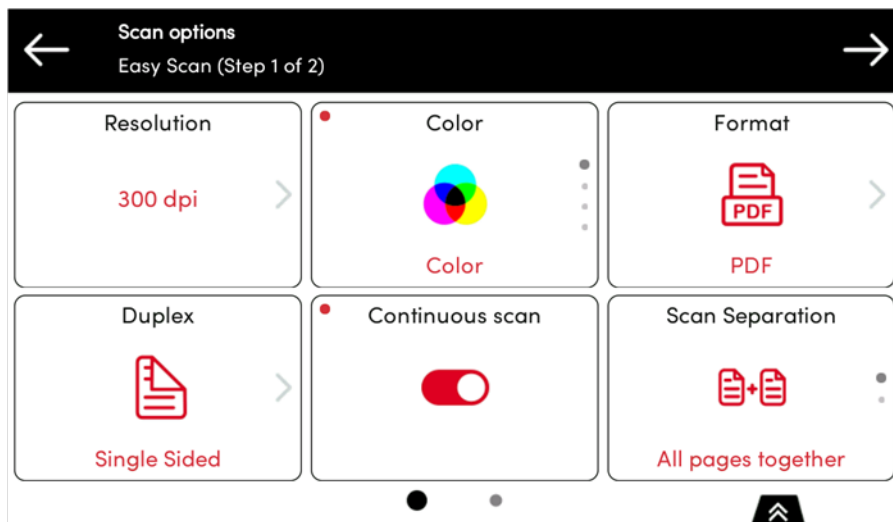 Scan options
Easy Scan (Step 1 of 2)
Resolution
300 dpi
Color
Color
Format
PDF
PDF
Duplex
Single Sided
Continuous scan
Scan Separation
All pages together